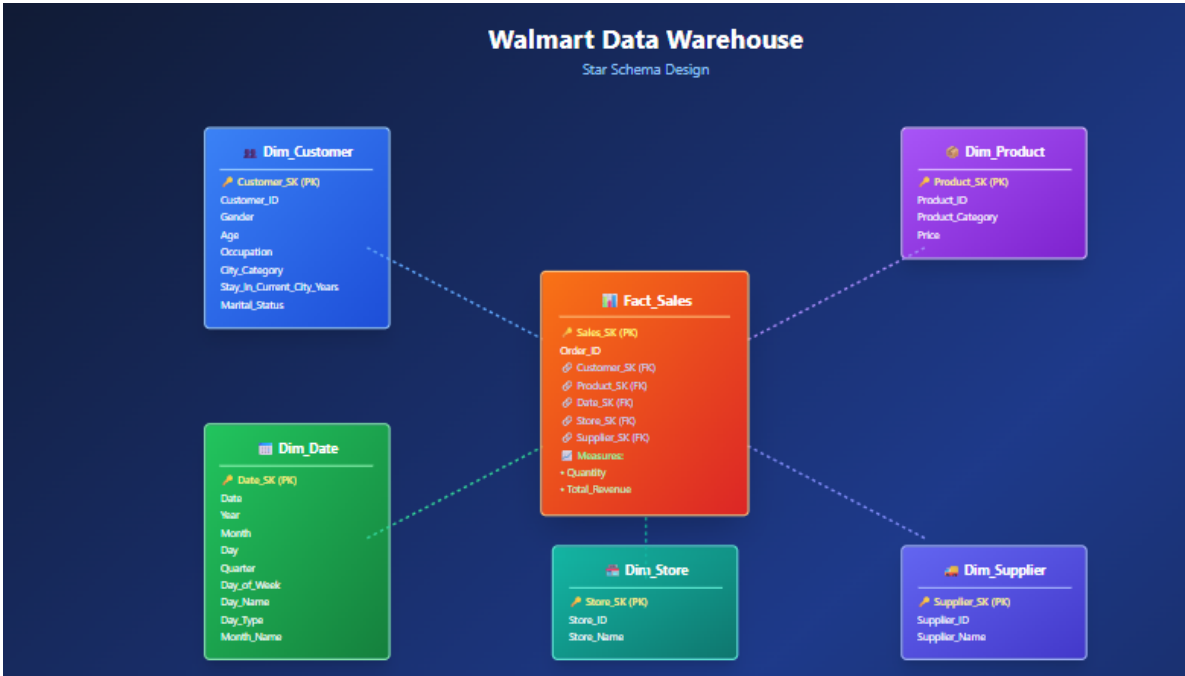 Walmart Data Warehouse
Star Schema Design
Dim_Customer
Customer_SK (PK)
Customer_ID
Gender
Age
Occupation
City_Category
Stay_In_Current_City_Years
Marital_Status
Dim_Product
Product_SK (PK)
Product_ID
Product_Category
Price
Fact_Sales
Sales_SK (PK)
Order_ID
Customer_SK (FK)
Product_SK (FK)
Date_SK (FK)
Store_SK (FK)
Supplier_SK (FK)
Measures:
• Quantity
• Total_Revenue
Dim_Date
Date_SK (PK)
Date
Year
Month
Day
Quarter
Day_of_Week
Day_Name
Day_Type
Month_Name
Dim_Store
Store_SK (PK)
Store_ID
Store_Name
Dim_Supplier
Supplier_SK (PK)
Supplier_ID
Supplier_Name